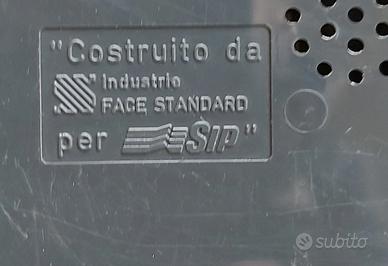 "Costruito da
Industrie
FACE STANDARD
per SIP"
subito